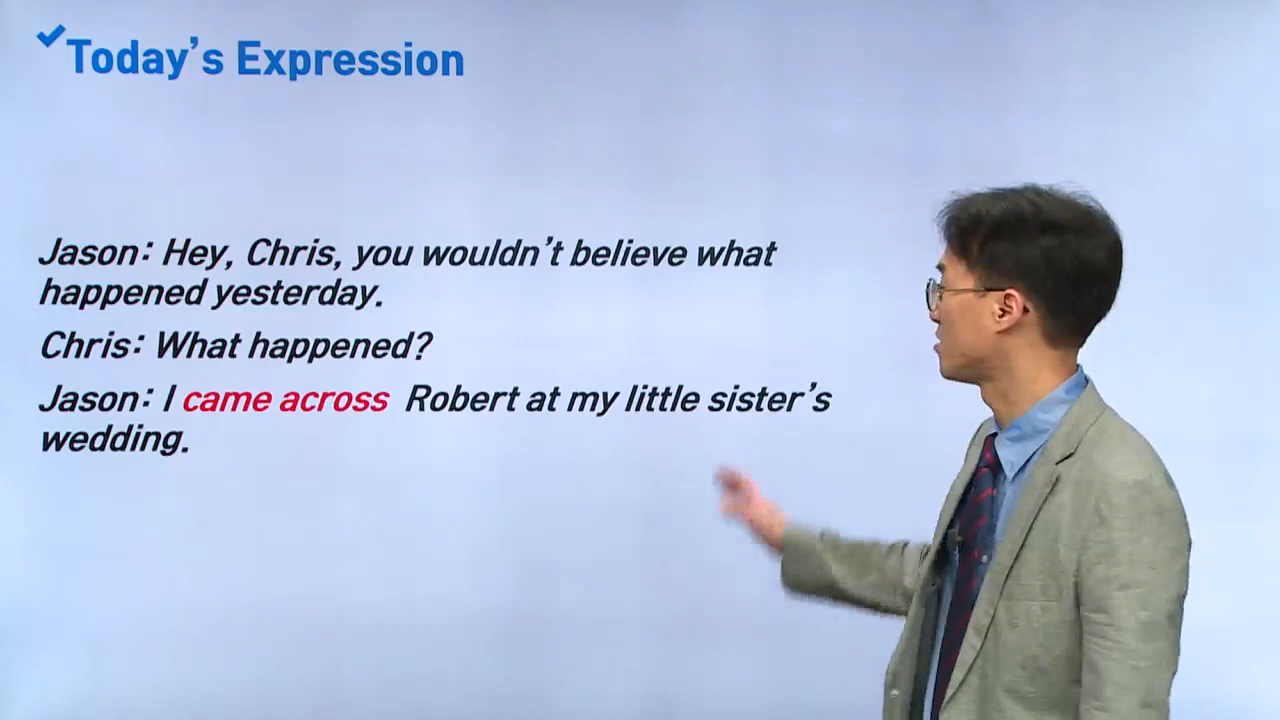 Today's Expression
Jason: Hey, Chris, you wouldn't believe what
happened yesterday.
Chris: What happened?
Jason: I came across Robert at my little sister's
wedding.